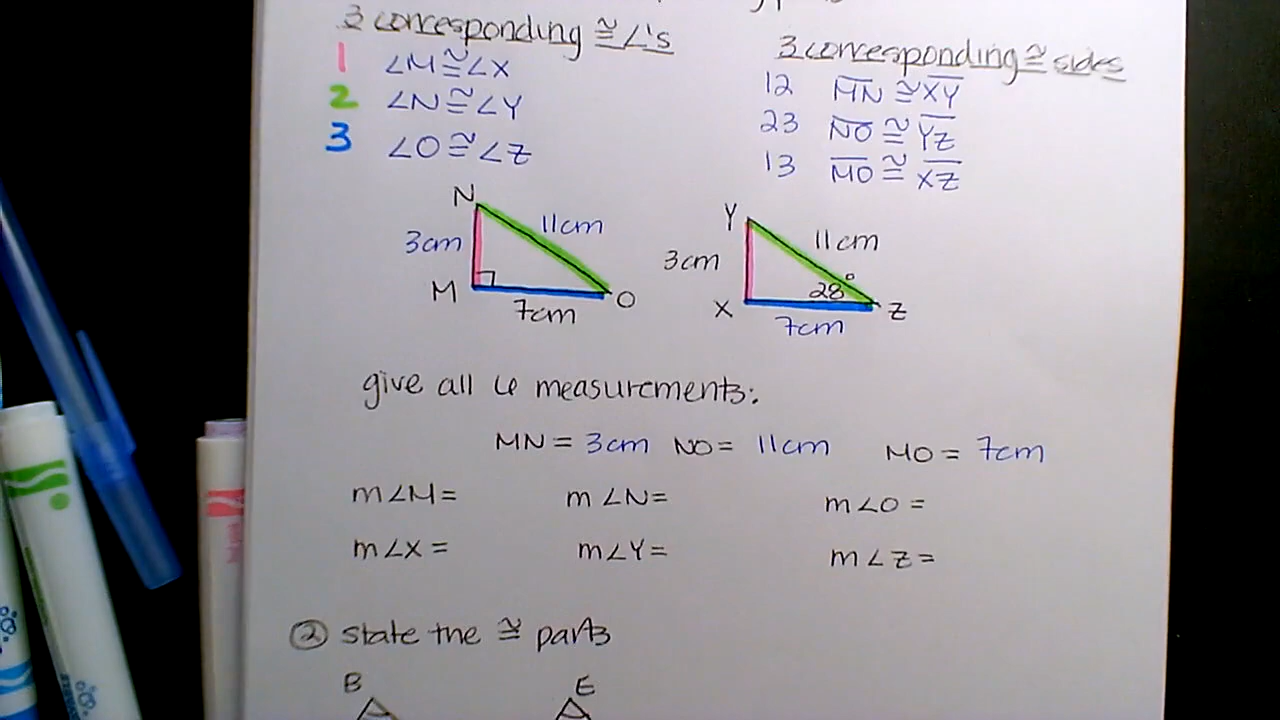 3 corresponding ≅ ∠'s
1 ∠M ≅ ∠X
2 ∠N ≅ ∠Y
3 ∠O ≅ ∠Z
3 corresponding ≅ sides
12 MN ≅ XY
23 NO ≅ YZ
13 MO ≅ XZ
N
3cm 11cm
M O
7cm
Y
3cm 11cm
28°
X Z
7cm
give all 6 measurements:
MN = 3cm NO = 11cm MO = 7cm
m∠M= m∠N= m∠O =
m∠X = m∠Y= m∠Z=
② state the ≅ parts
B E